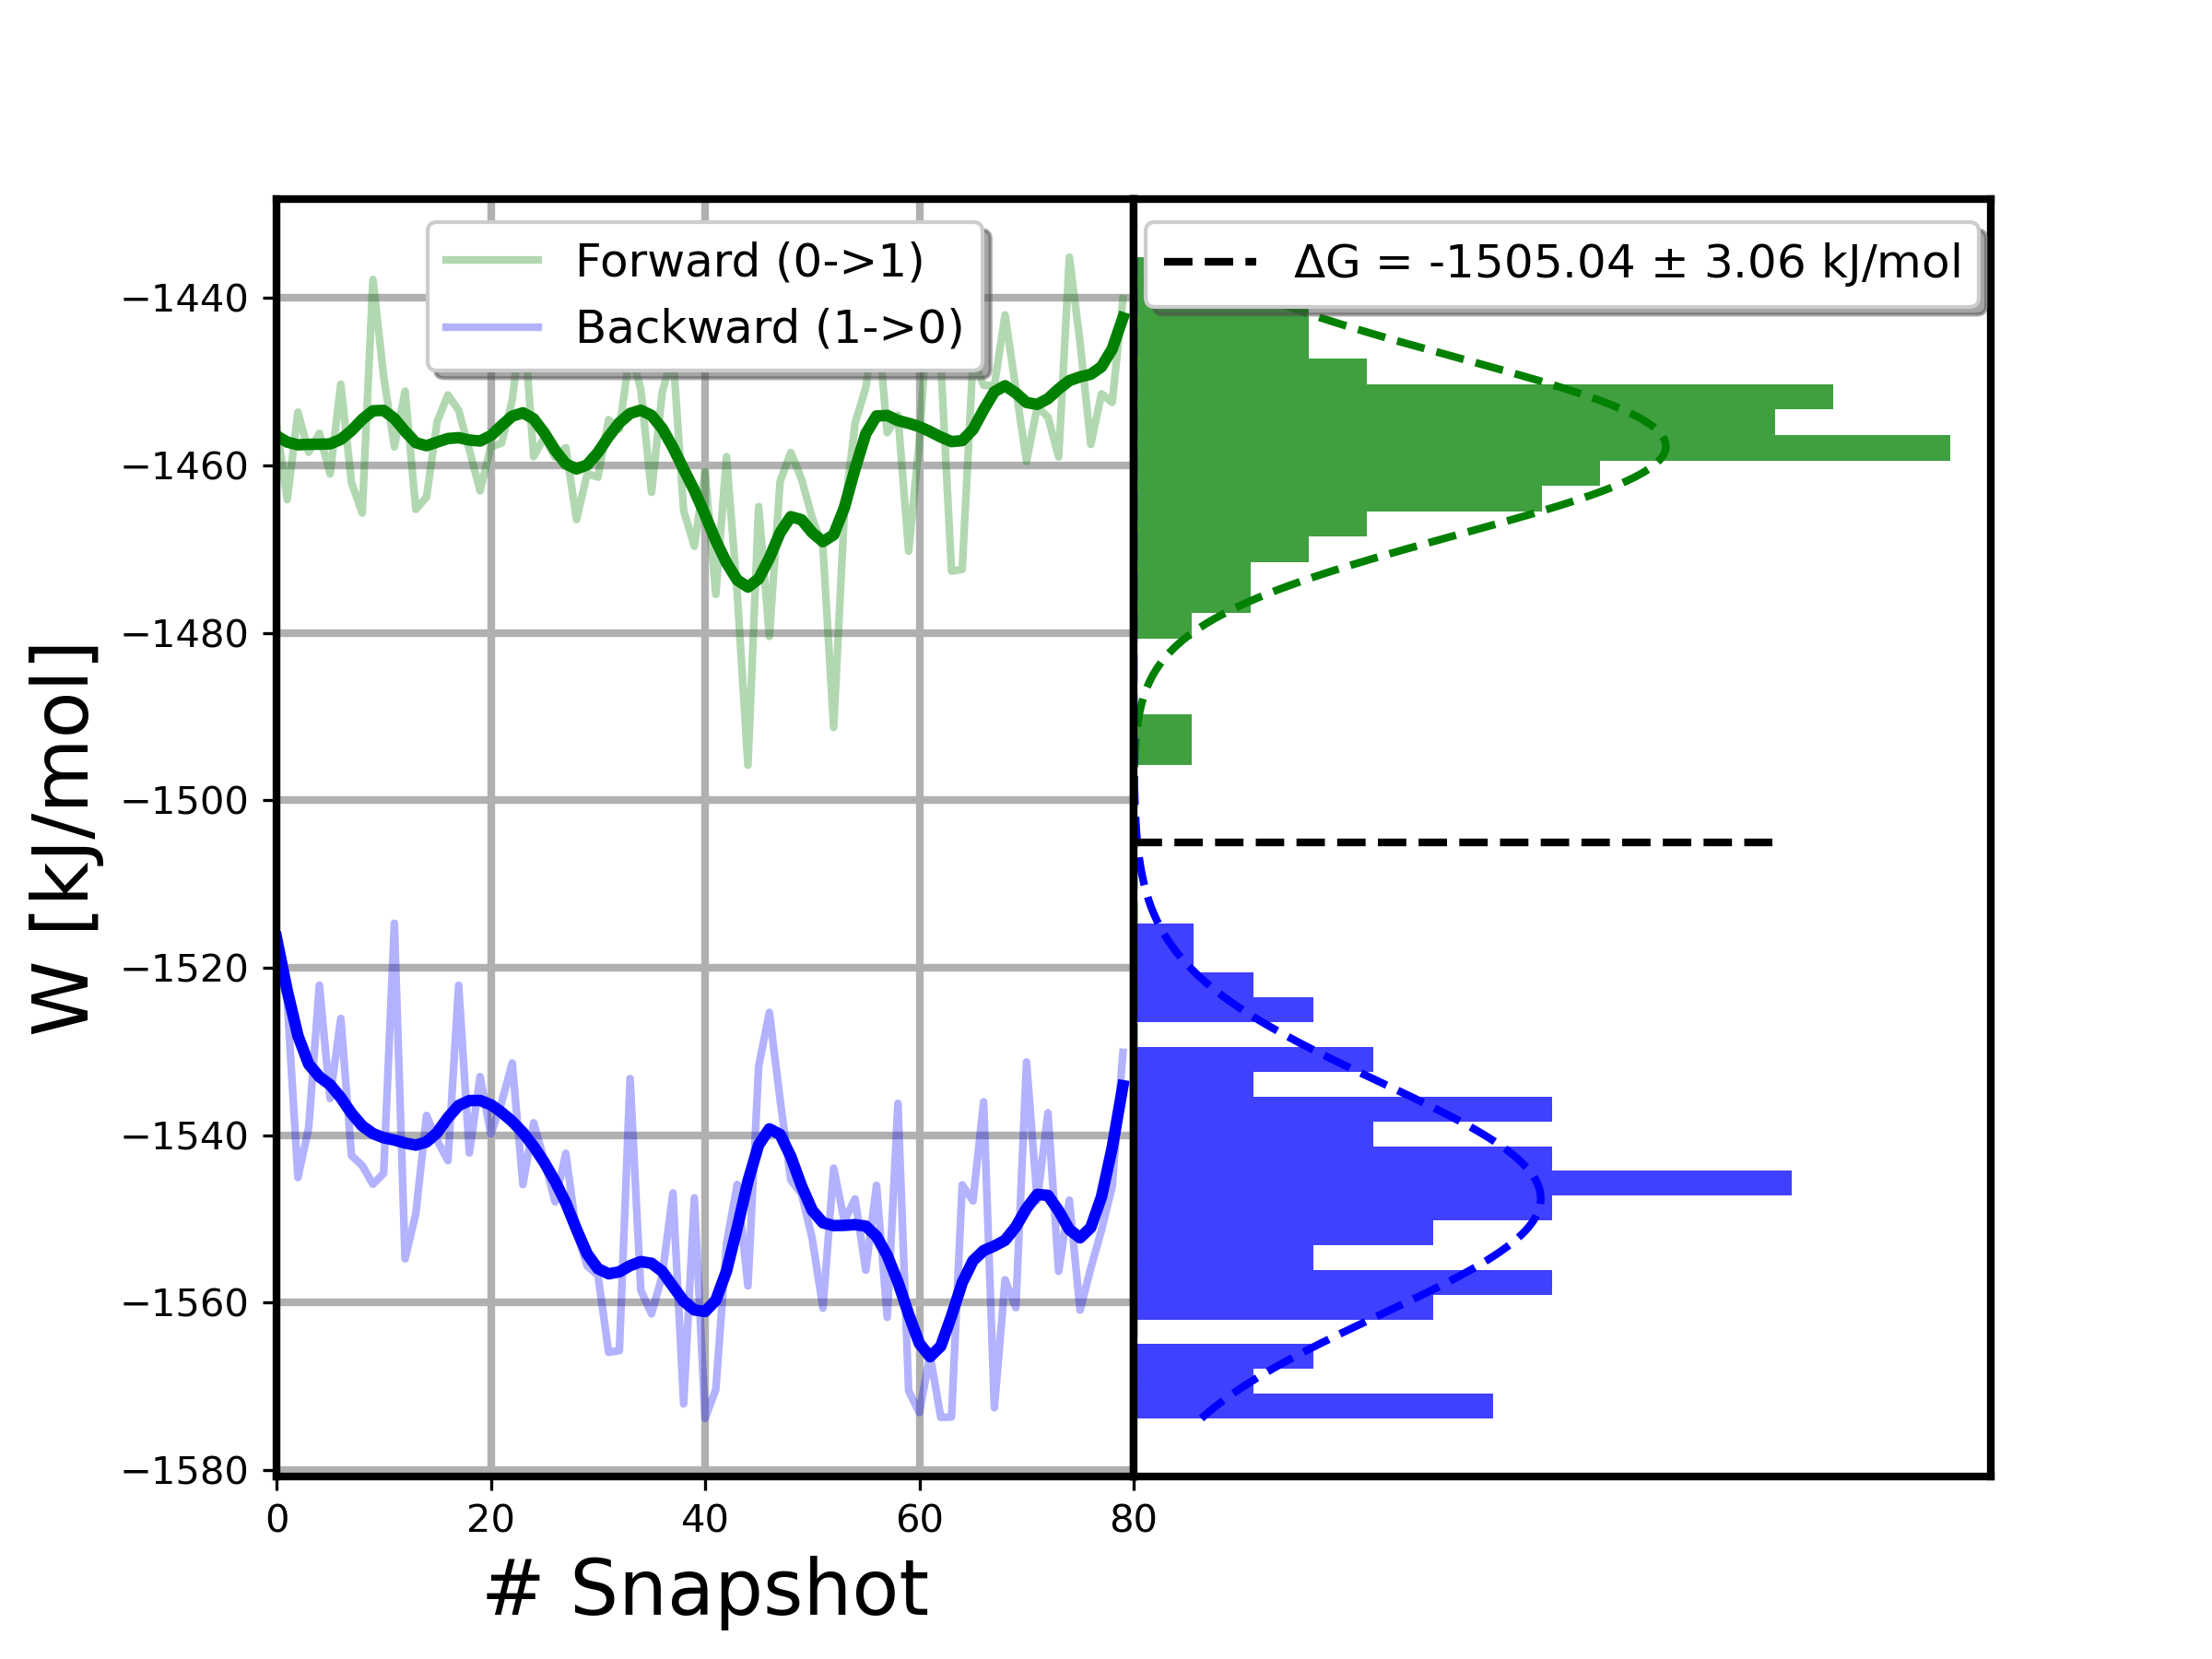 Forward (0->1)
Backward (1->0)
ΔG = -1505.04 ± 3.06 kJ/mol
W [kJ/mol]
−1440
−1460
−1480
−1500
−1520
−1540
−1560
−1580
0 20 40 60 80
# Snapshot